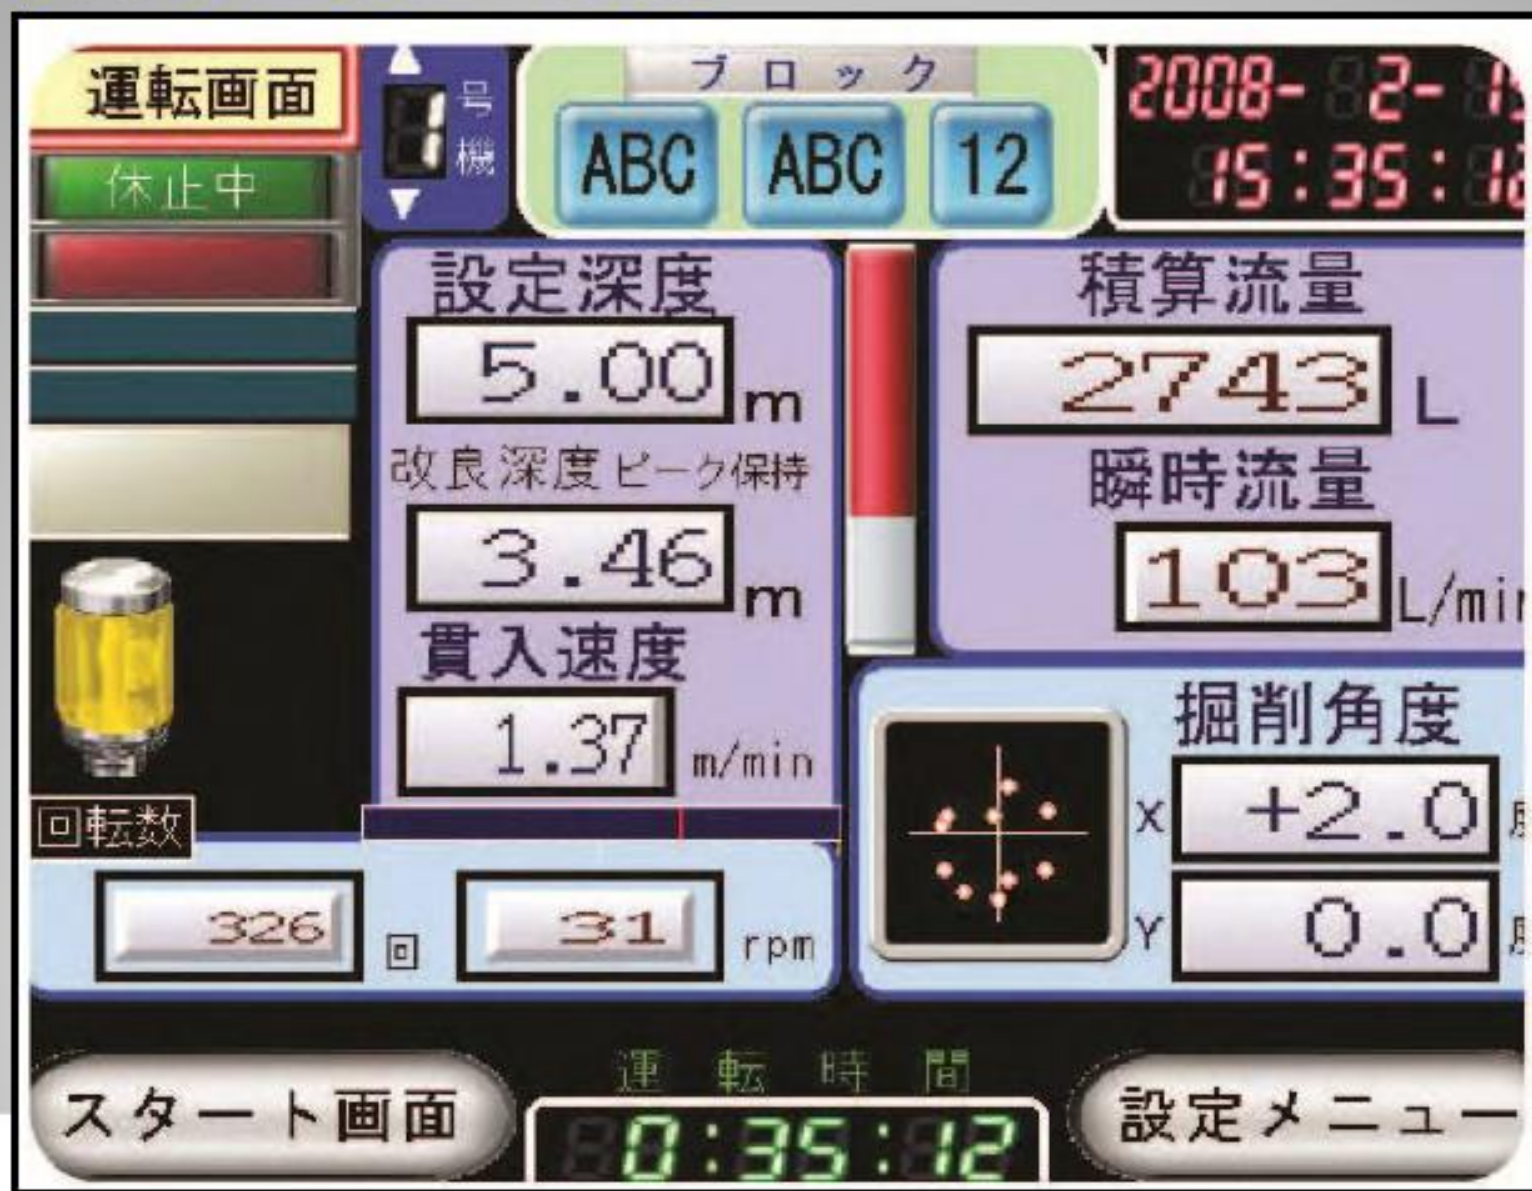 運転画面
休止中
1
号機
ブロック
ABC ABC 12
2008- 2-
15:35:12
設定深度
5.00 m
改良深度 ピーク保持
3.46 m
貫入速度
1.37 m/min
積算流量
2743 L
瞬時流量
103
掘削角度
X +2.0
Y 0.0
回転数
326 回 31 rpm
スタート画面
運転時間
0:35:12
設定メニュー